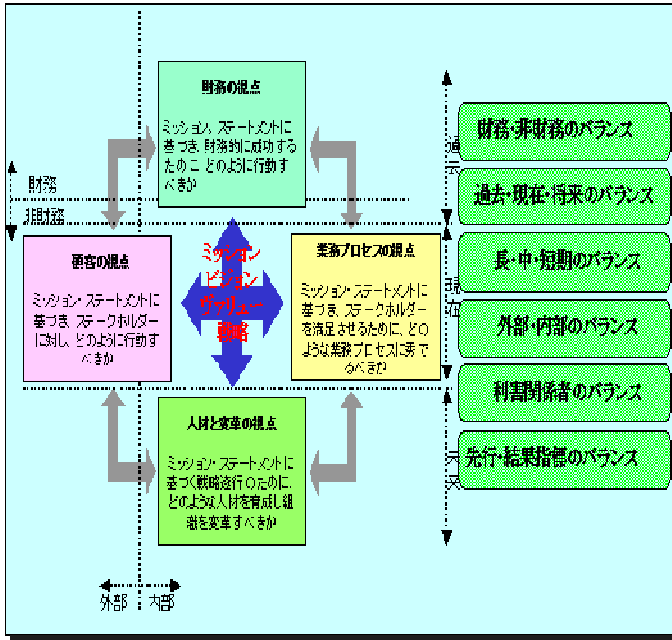 財務の視点
ミッション・ステートメントに
基づき、財務的に成功する
ために、どのように行動す
べきか
財務
非財務
顧客の視点
ミッション・ステートメントに
基づき、ステークホルダー
に対し、どのように行動す
べきか
ミッション
ビジョン
ヴァリュー
戦略
業務プロセスの視点
ミッション・ステートメントに
基づき、ステークホルダー
を満足させるために、どの
ような業務プロセスに秀で
るべきか
人財と変革の視点
ミッション・ステートメントに
基づく戦略遂行のために、
どのような人財を育成し組
織を変革すべきか
外部
内部
財務・非財務のバランス
過去・現在・将来のバランス
長・中・短期のバランス
外部・内部のバランス
利害関係者のバランス
先行・結果指標のバランス